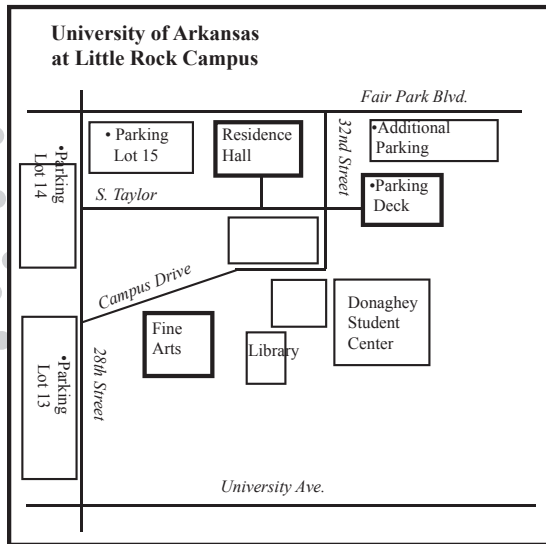 University of Arkansas
at Little Rock Campus
Fair Park Blvd.
•Parking
Lot 14
• Parking
Lot 15
Residence
Hall
32nd Street
•Additional
Parking
S. Taylor
•Parking
Deck
Campus Drive
•Parking
Lot 13
28th Street
Fine
Arts
Library
Donaghey
Student
Center
University Ave.